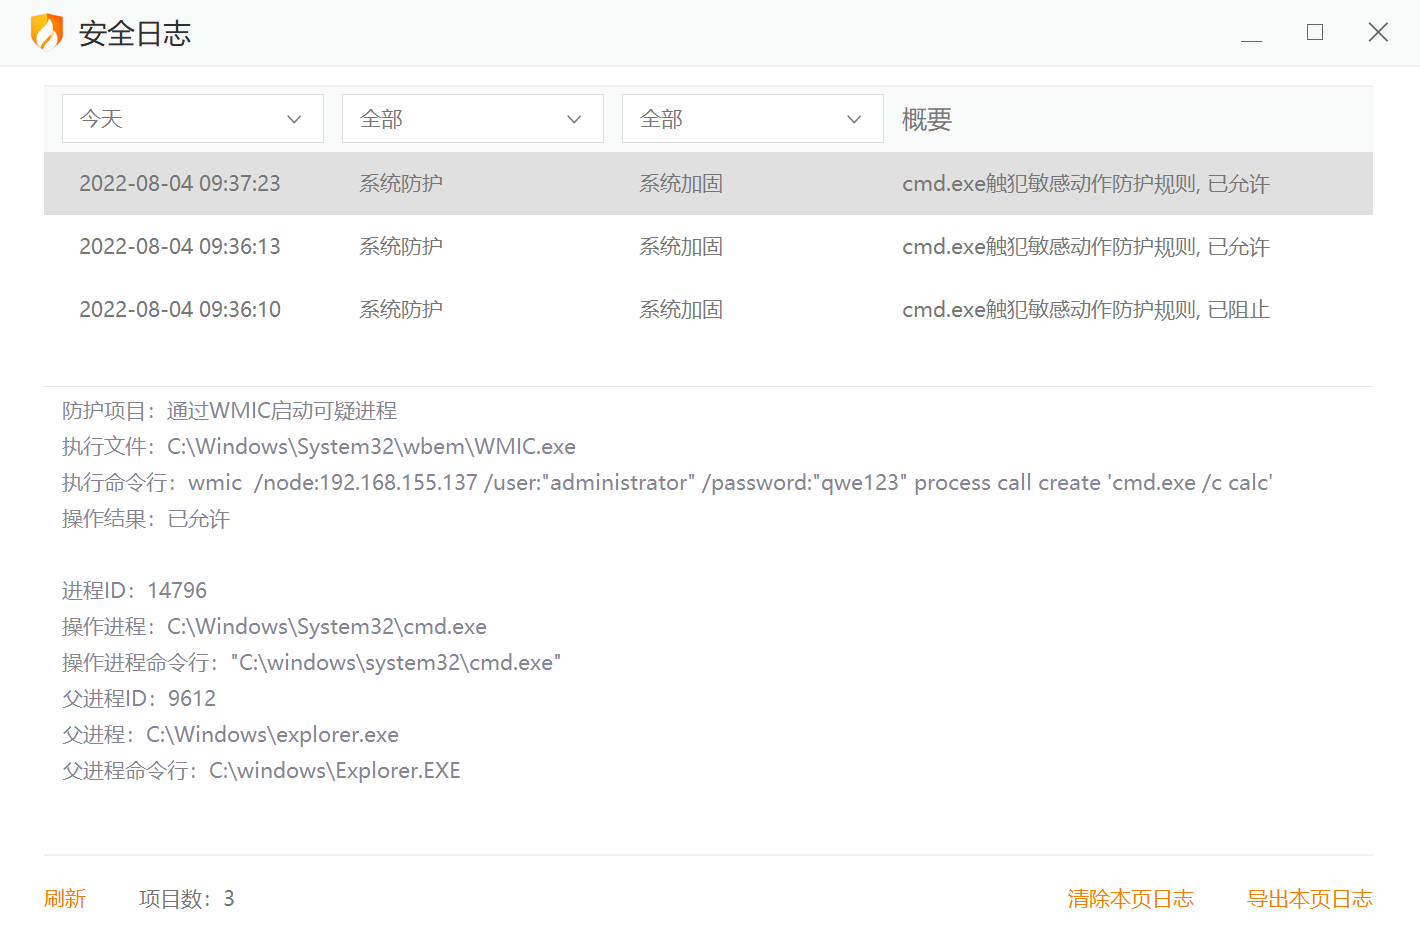 安全日志
今天 全部 全部 概要
2022-08-04 09:37:23 系统防护 系统加固 cmd.exe触犯敏感动作防护规则, 已允许
2022-08-04 09:36:13 系统防护 系统加固 cmd.exe触犯敏感动作防护规则, 已允许
2022-08-04 09:36:10 系统防护 系统加固 cmd.exe触犯敏感动作防护规则, 已阻止
防护项目：通过WMIC启动可疑进程
执行文件：C:\Windows\System32\wbem\WMIC.exe
执行命令行：wmic  /node:192.168.155.137 /user:"administrator" /password:"qwe123" process call create 'cmd.exe /c calc'
操作结果：已允许
进程ID：14796
操作进程：C:\Windows\System32\cmd.exe
操作进程命令行："C:\windows\system32\cmd.exe"
父进程ID：9612
父进程：C:\Windows\explorer.exe
父进程命令行：C:\windows\Explorer.EXE
刷新 项目数：3 清除本页日志 导出本页日志